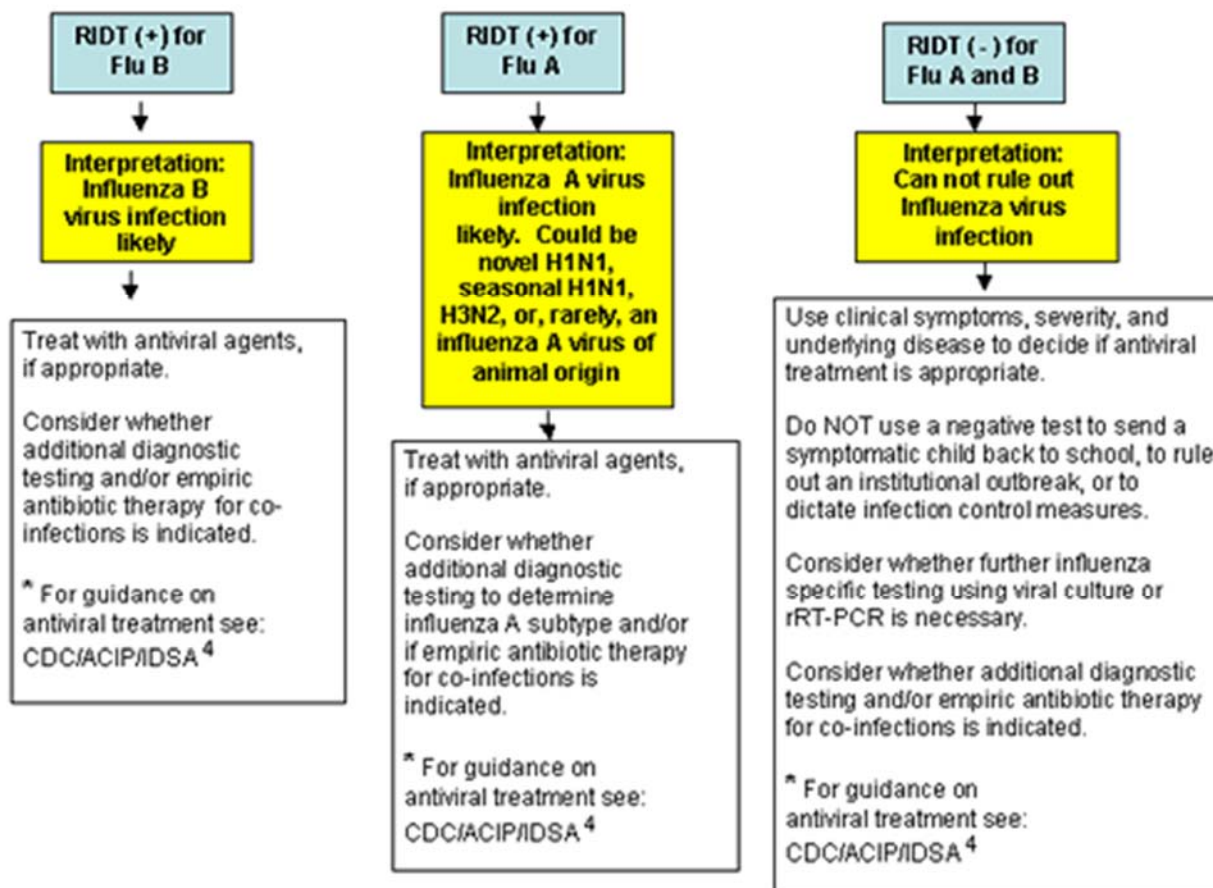 RIDT (+) for
Flu B
Interpretation:
Influenza B
virus infection
likely
Treat with antiviral agents,
if appropriate.
Consider whether
additional diagnostic
testing and/or empiric
antibiotic therapy for co-
infections is indicated.
* For guidance on
antiviral treatment see:
CDC/ACIP/IDSA 4
RIDT (+) for
Flu A
Interpretation:
Influenza A virus
infection
likely. Could be
novel H1N1,
seasonal H1N1,
H3N2, or, rarely, an
influenza A virus of
animal origin
Treat with antiviral agents,
if appropriate.
Consider whether
additional diagnostic
testing to determine
influenza A subtype and/or
if empiric antibiotic therapy
for co-infections is
indicated.
* For guidance on
antiviral treatment see:
CDC/ACIP/IDSA 4
RIDT ( - ) for
Flu A and B
Interpretation:
Can not rule out
Influenza virus
infection
Use clinical symptoms, severity, and
underlying disease to decide if antiviral
treatment is appropriate.
Do NOT use a negative test to send a
symptomatic child back to school, to rule
out an institutional outbreak, or to
dictate infection control measures.
Consider whether further influenza
specific testing using viral culture or
rRT-PCR is necessary.
Consider whether additional diagnostic
testing and/or empiric antibiotic therapy
for co-infections is indicated.
* For guidance on
antiviral treatment see:
CDC/ACIP/IDSA 4